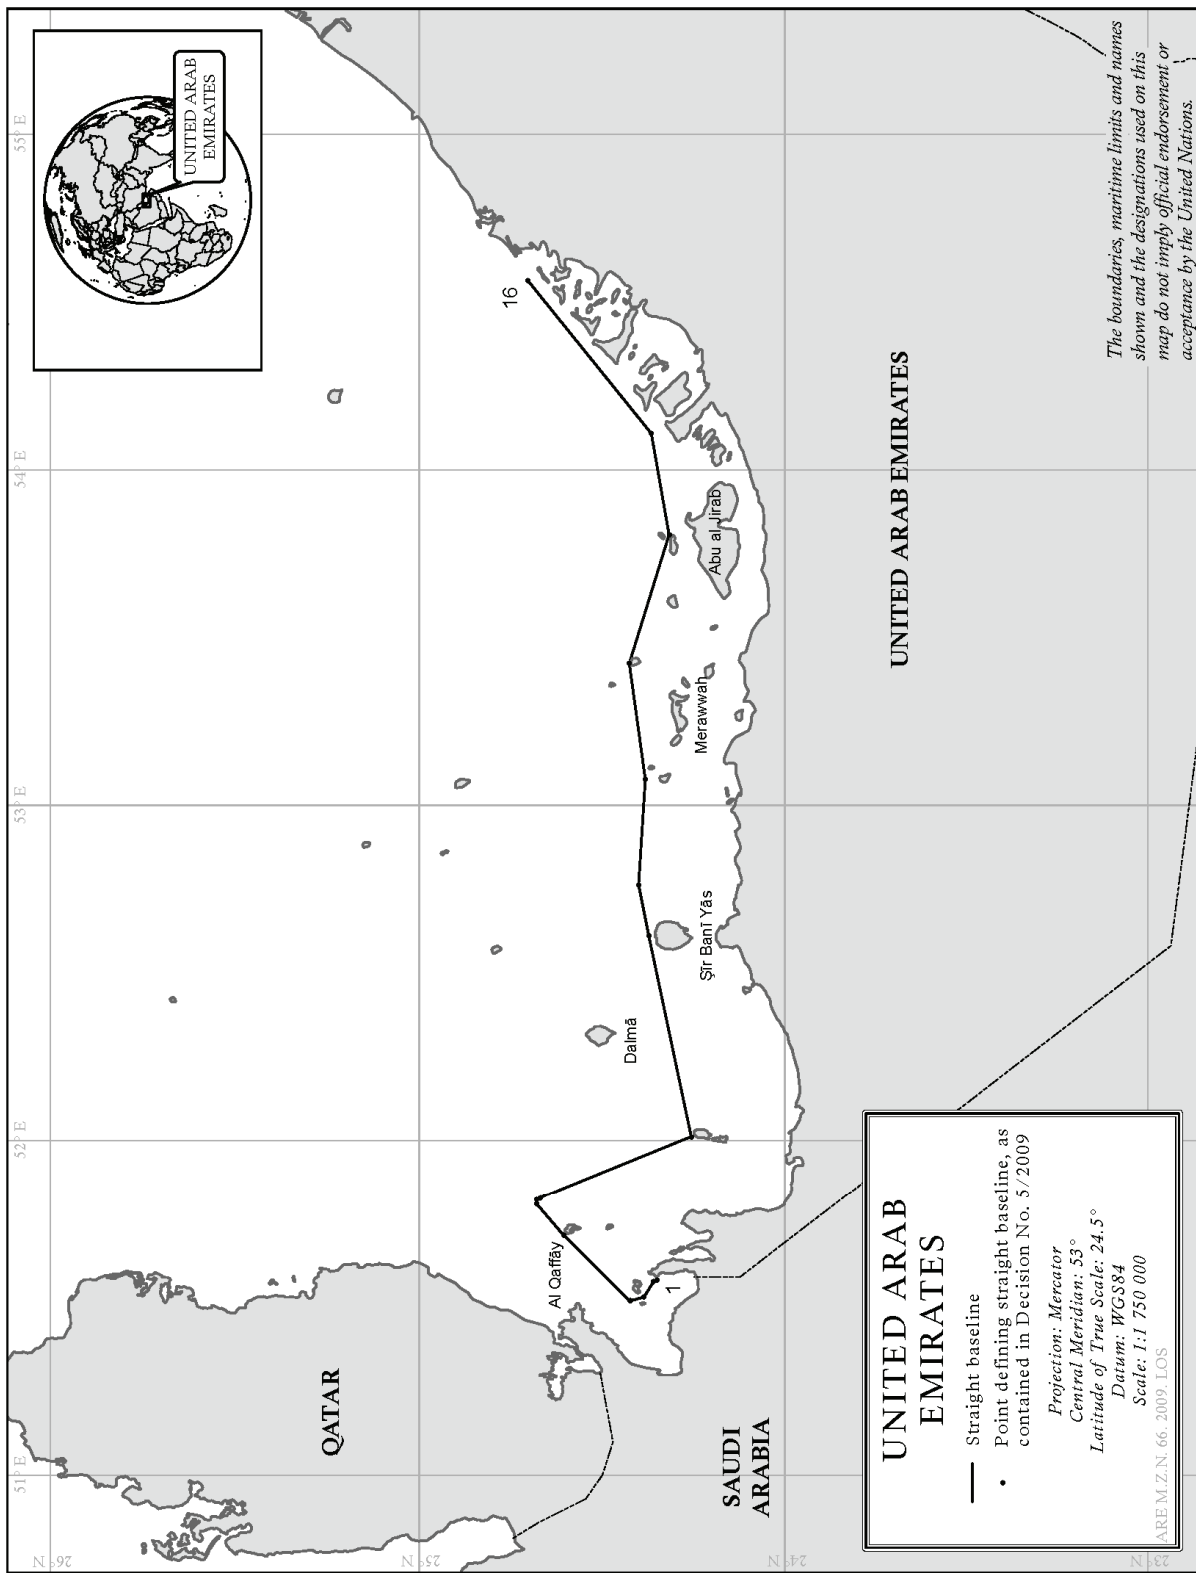 51° E
52° E
53° E
54° E
55° E
26° N
25° N
24° N
23° N
UNITED ARAB
EMIRATES
QATAR
SAUDI
ARABIA
Al Qaffāy
1
Dalmā
Şīr Banī Yās
Merawwah
Abu al Jirab
16
UNITED ARAB EMIRATES
UNITED ARAB
EMIRATES
Straight baseline
Point defining straight baseline, as
contained in Decision No. 5/2009
Projection: Mercator
Central Meridian: 53°
Latitude of True Scale: 24.5°
Datum: WGS84
Scale: 1:1 750 000
ARE M.Z.N. 66. 2009. LOS
The boundaries, maritime limits and names
shown and the designations used on this
map do not imply official endorsement or
acceptance by the United Nations.